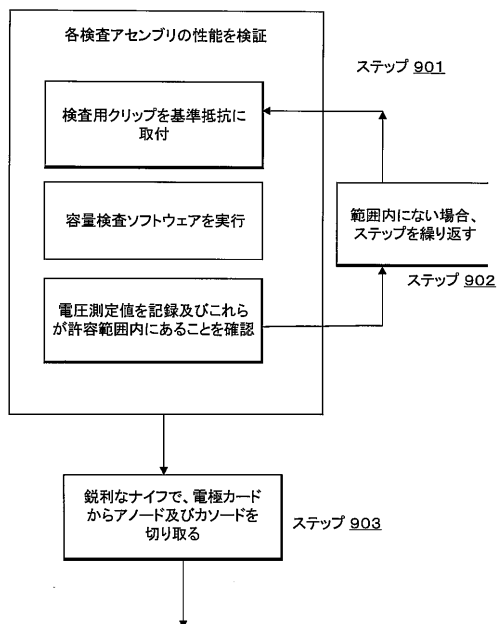 各検査アセンブリの性能を検証
ステップ 901
検査用クリップを基準抵抗に
取付
容量検査ソフトウェアを実行
範囲内にない場合、
ステップを繰り返す
ステップ 902
電圧測定値を記録及びこれら
が許容範囲内にあることを確認
鋭利なナイフで、電極カード
からアノード及びカソードを
切り取る
ステップ 903